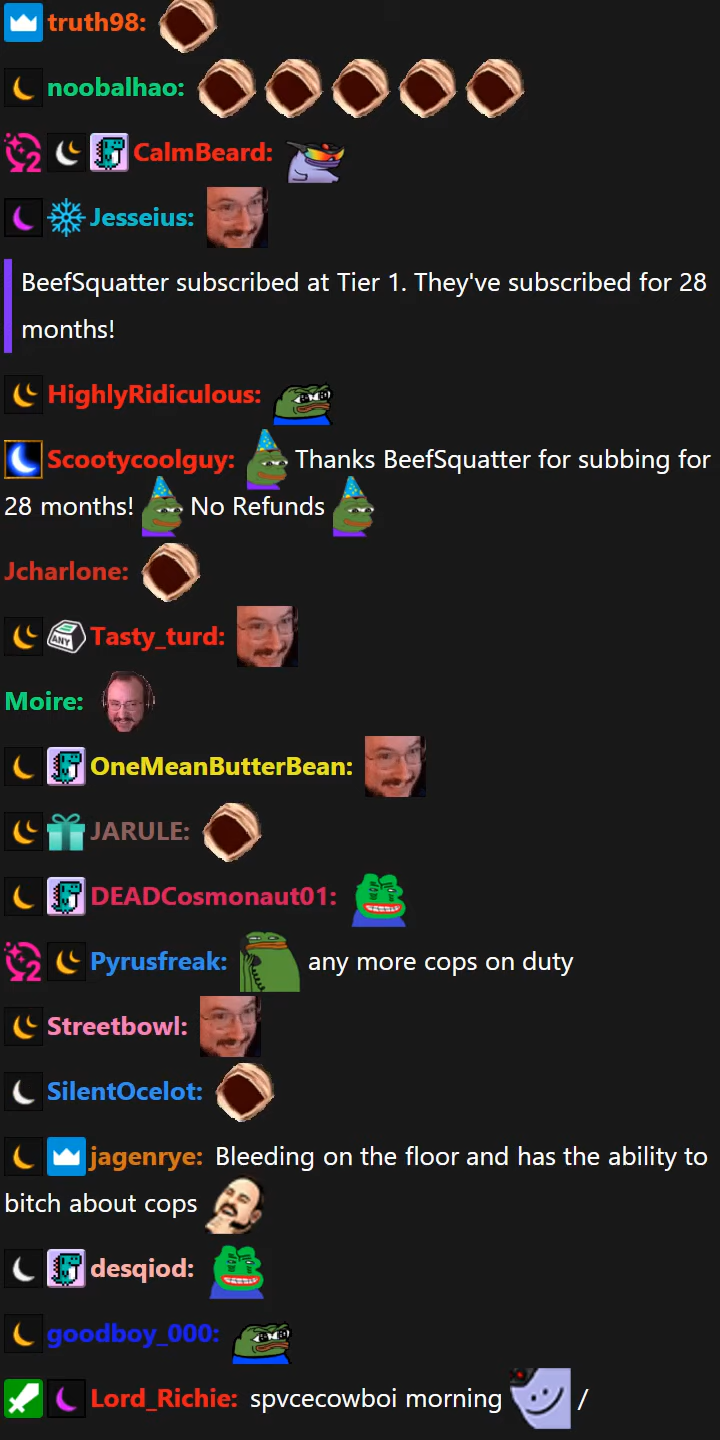 truth98:
noobalhao:
2 CalmBeard:
Jesseius:
BeefSquatter subscribed at Tier 1. They've subscribed for 28
months!
HighlyRidiculous:
Scootycoolguy: Thanks BeefSquatter for subbing for
28 months! No Refunds
Jcharlone:
ANY Tasty_turd:
Moire:
OneMeanButterBean:
JARULE:
DEADCosmonaut01:
2 Pyrusfreak: any more cops on duty
Streetbowl:
SilentOcelot:
jagenrye: Bleeding on the floor and has the ability to
bitch about cops
desqiod:
goodboy_000:
Lord_Richie: spvcecowboi morning /